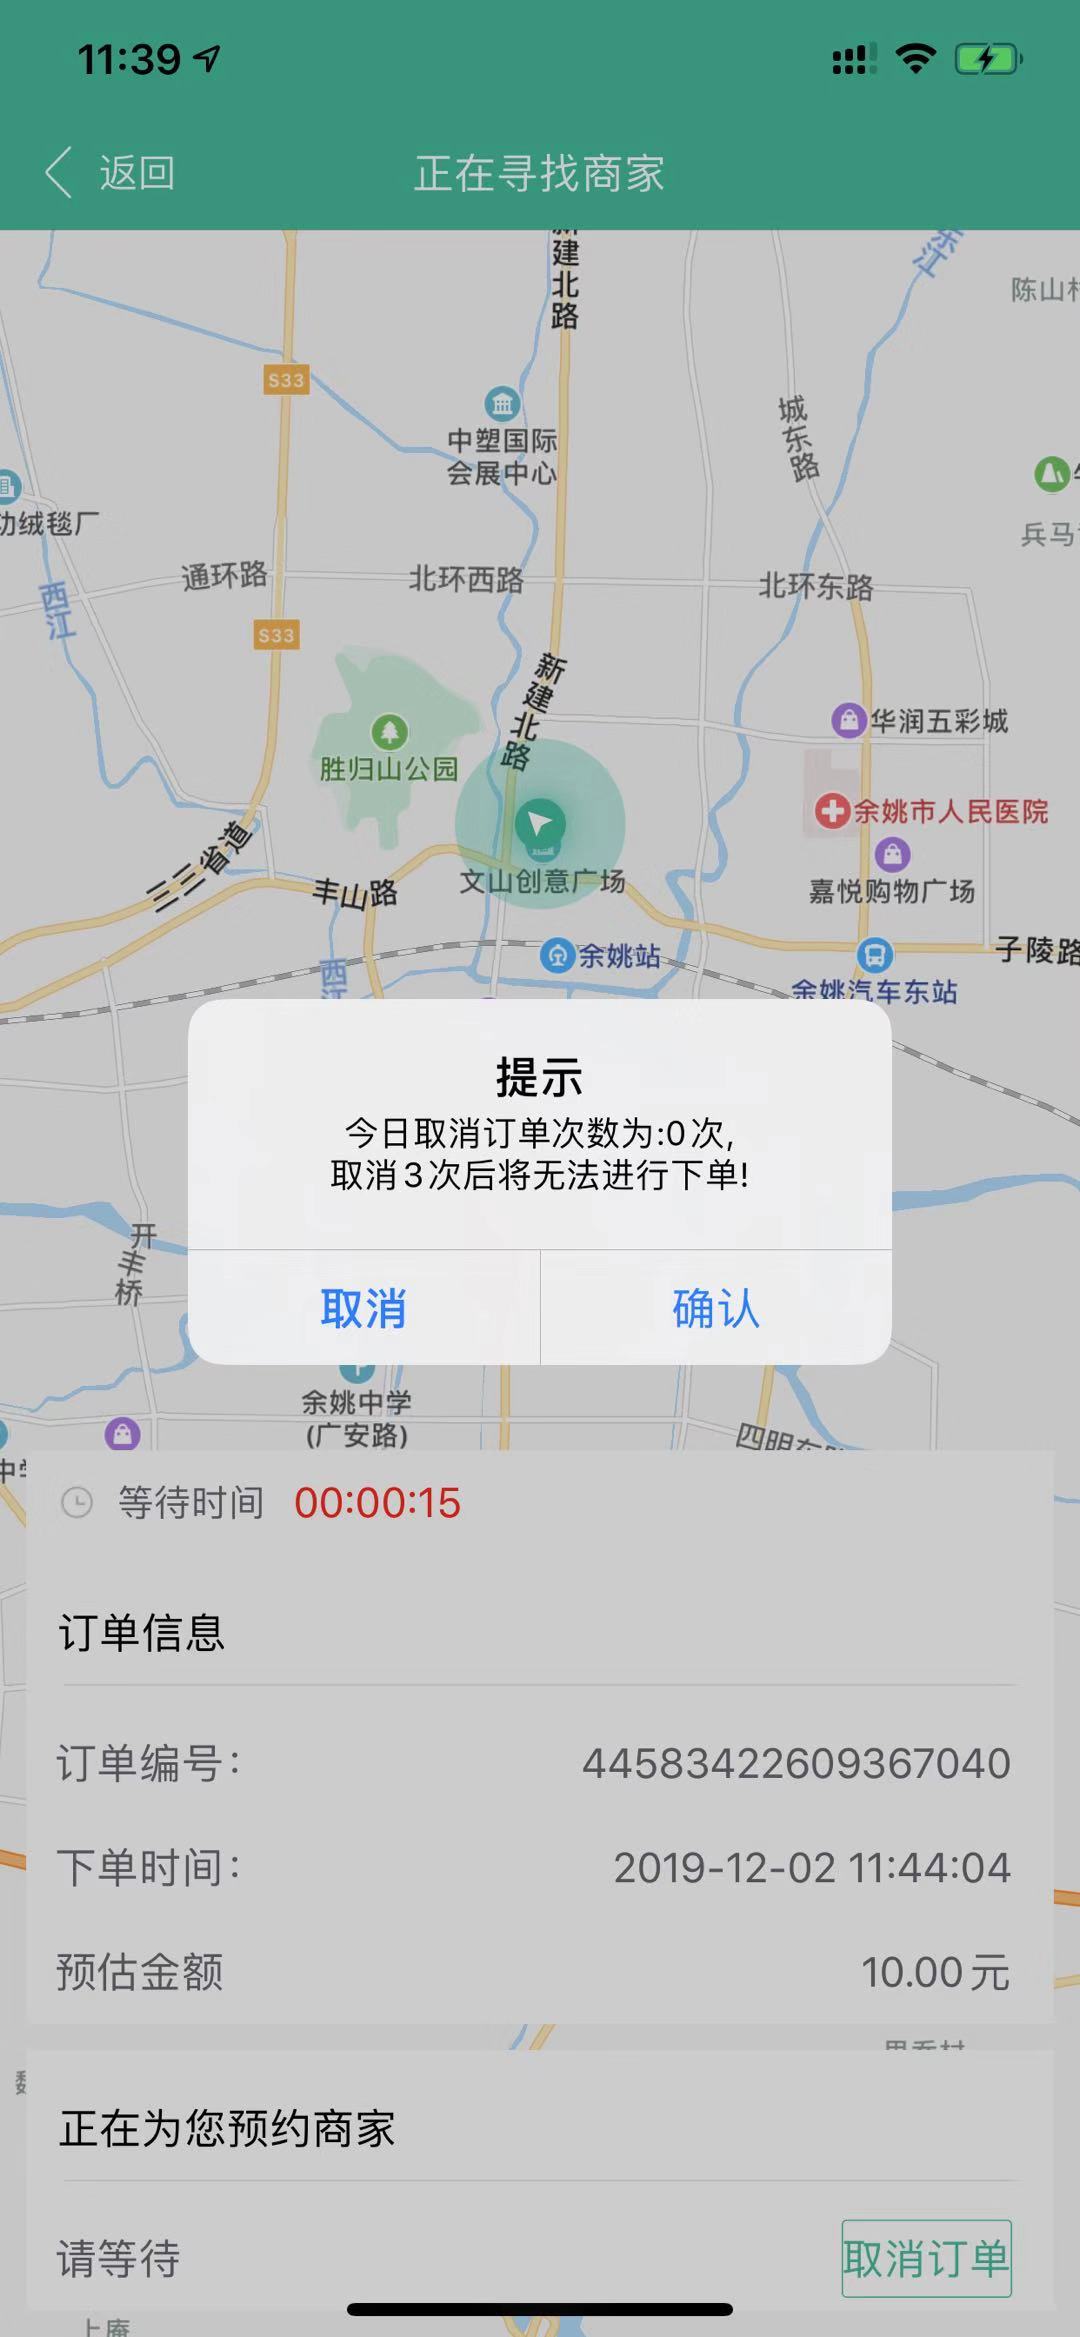 11:39
返回
正在寻找商家
新建北路
东江
陈山村
S33
中塑国际
会展中心
城东路
绒毯厂
兵马
西江
通环路
北环西路
北环东路
S33
新建北路
华润五彩城
胜归山公园
余姚市人民医院
三三省道
丰山路
文山创意广场
嘉悦购物广场
西江
余姚站
子陵路
余姚汽车东站
提示
今日取消订单次数为:0次,
取消3次后将无法进行下单!
开丰桥
取消
确认
余姚中学
(广安路)
四明东路
等待时间 00:00:15
订单信息
订单编号: 44583422609367040
下单时间: 2019-12-02 11:44:04
预估金额 10.00元
正在为您预约商家
请等待
取消订单
上庵